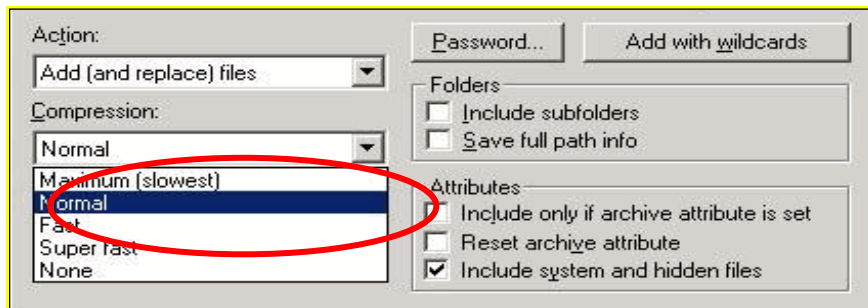 Action:
Add (and replace) files
Compression:
Normal
Maximum (slowest)
Normal
Fast
Super fast
None
Password...
Add with wildcards
Folders
Include subfolders
Save full path info
Attributes
Include only if archive attribute is set
Reset archive attribute
Include system and hidden files